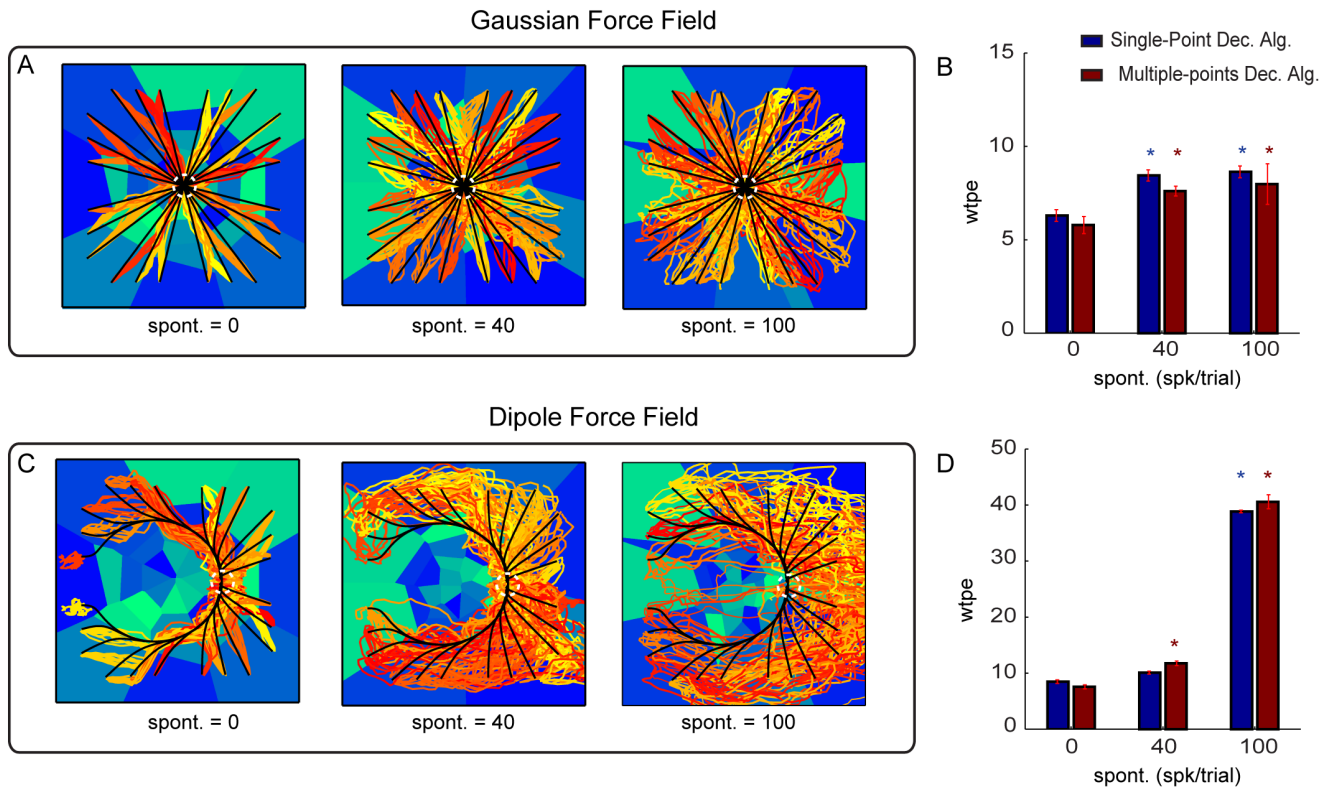 Gaussian Force Field
A
spont. = 0
spont. = 40
spont. = 100
B
Single-Point Dec. Alg.
Multiple-points Dec. Alg.
wtpe
15
10
5
0
* * * *
0 40 100
spont. (spk/trial)
Dipole Force Field
C
spont. = 0
spont. = 40
spont. = 100
D
wtpe
50
40
30
20
10
0
* * *
0 40 100
spont. (spk/trial)